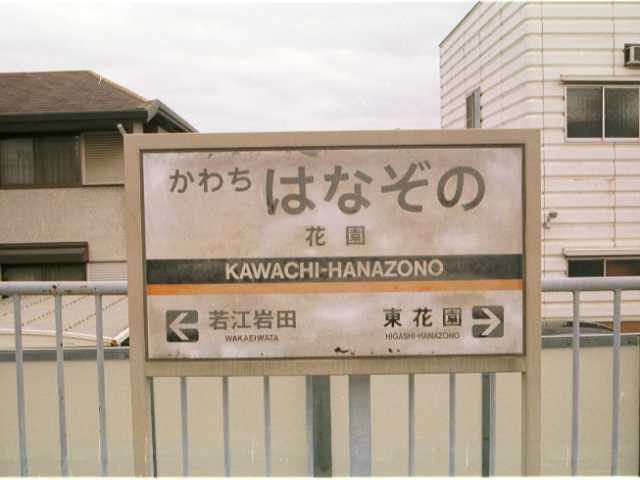 かわち はなぞの
花園
KAWACHI-HANAZONO
若江岩田 東花園
WAKAEIWATA HIGASHI-HANAZONO